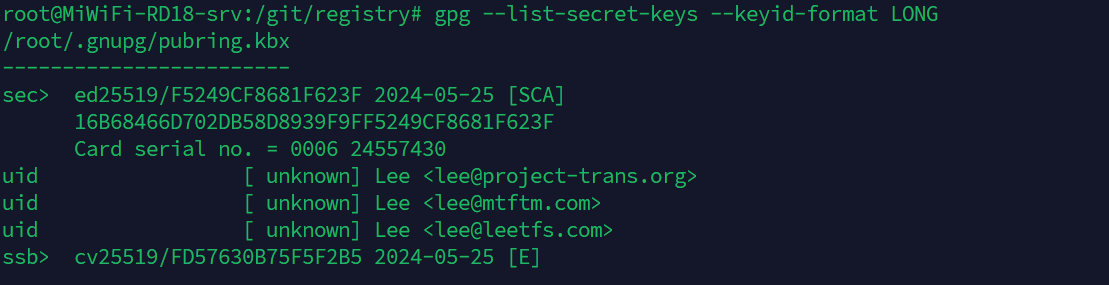 root@MiWiFi-RD18-srv:/git/registry# gpg --list-secret-keys --keyid-format LONG
/root/.gnupg/pubring.kbx
------------------------
sec>  ed25519/F5249CF8681F623F 2024-05-25 [SCA]
      16B68466D702DB58D8939F9FF5249CF8681F623F
      Card serial no. = 0006 24557430
uid                 [ unknown] Lee <lee@project-trans.org>
uid                 [ unknown] Lee <lee@mtftm.com>
uid                 [ unknown] Lee <lee@leetfs.com>
ssb>  cv25519/FD57630B75F5F2B5 2024-05-25 [E]